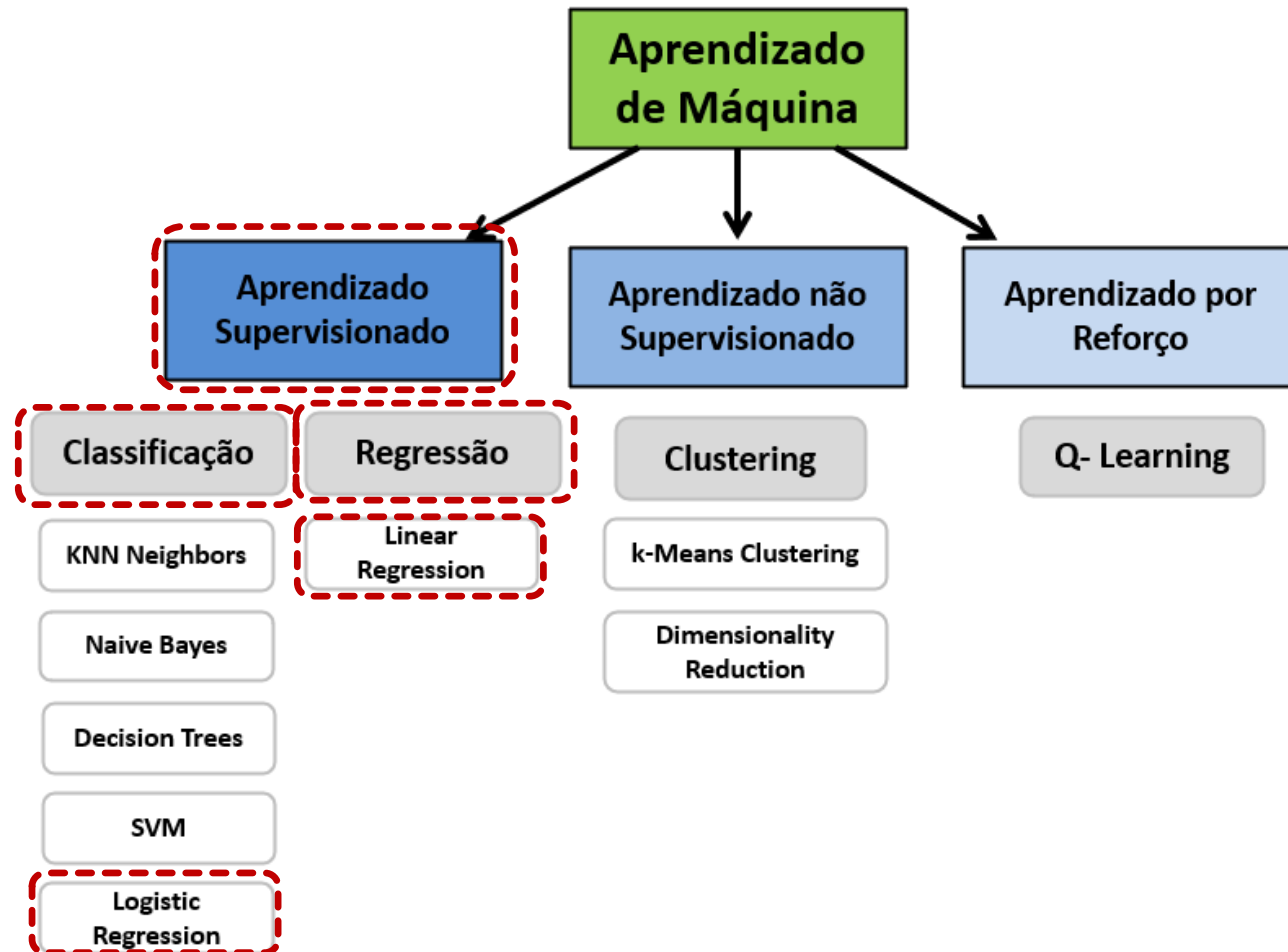 Aprendizado
de Máquina
Aprendizado
Supervisionado
Aprendizado não
Supervisionado
Aprendizado por
Reforço
Classificação
Regressão
Clustering
Q- Learning
KNN Neighbors
Linear
Regression
k-Means Clustering
Naive Bayes
Dimensionality
Reduction
Decision Trees
SVM
Logistic
Regression